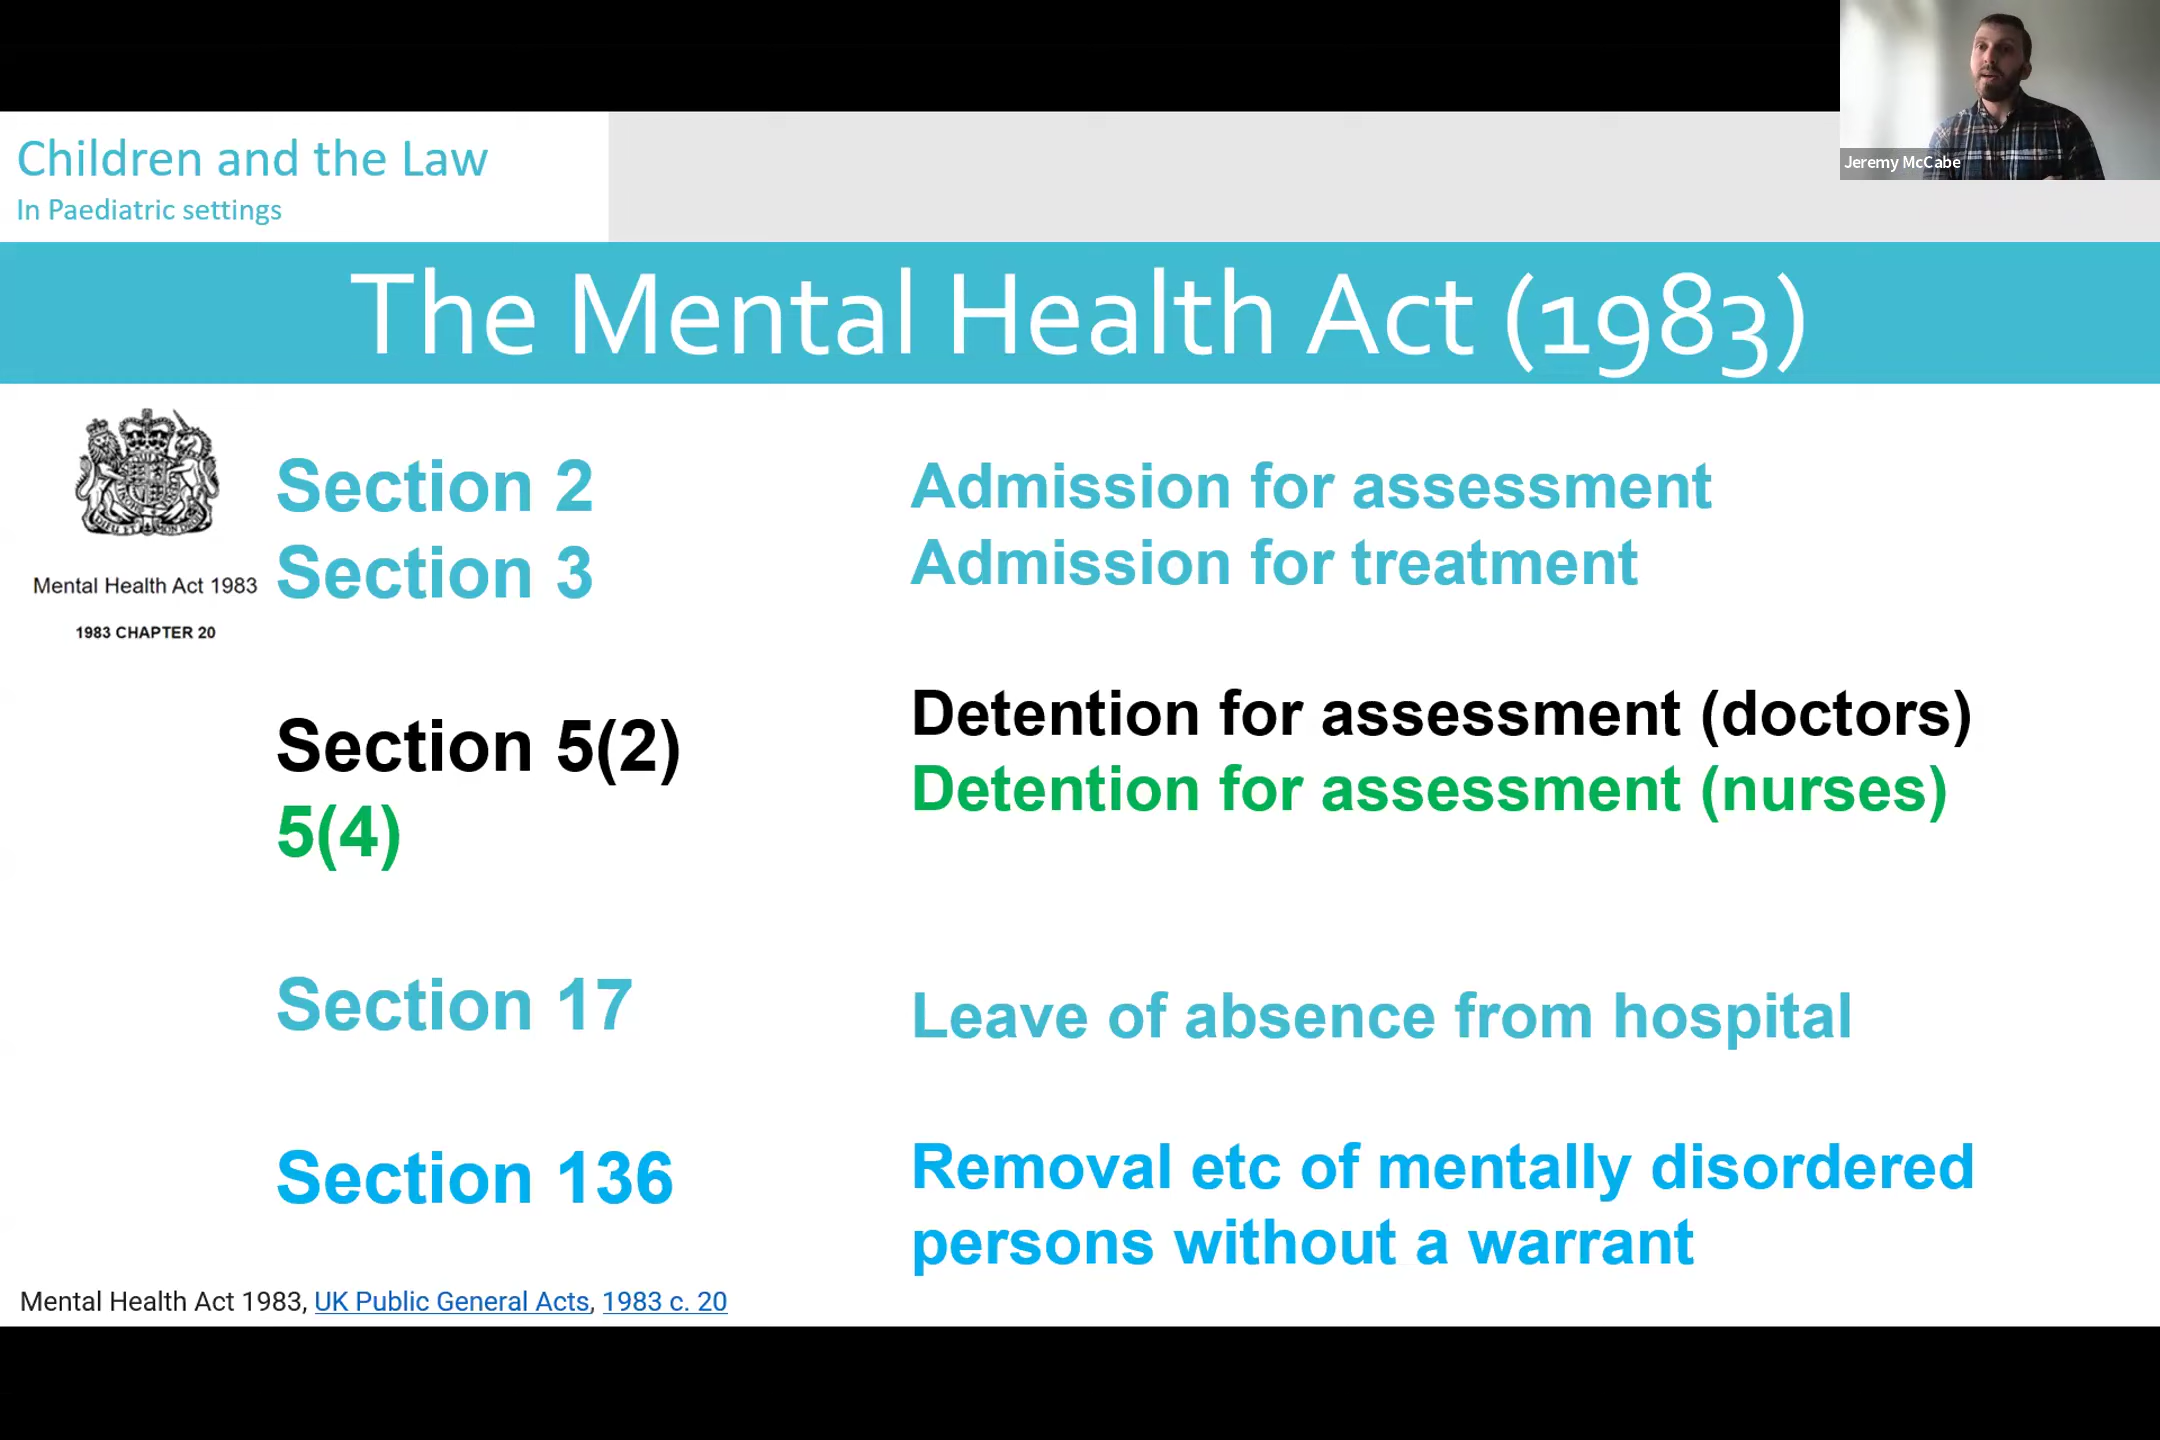 Jeremy McCabe
Children and the Law
In Paediatric settings
The Mental Health Act (1983)
Mental Health Act 1983
1983 CHAPTER 20
Section 2
Admission for assessment
Section 3
Admission for treatment
Section 5(2)
Detention for assessment (doctors)
5(4)
Detention for assessment (nurses)
Section 17
Leave of absence from hospital
Section 136
Removal etc of mentally disordered
persons without a warrant
Mental Health Act 1983, UK Public General Acts, 1983 c. 20